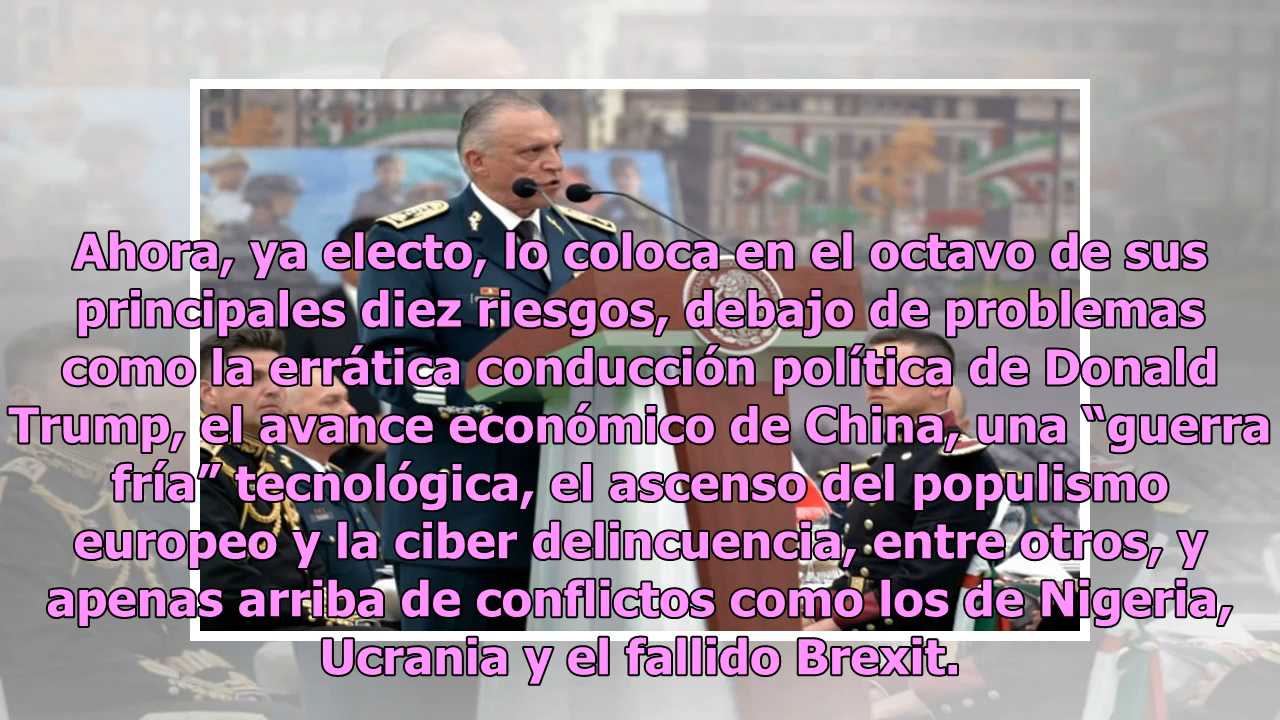 Ahora, ya electo, lo coloca en el octavo de sus
principales diez riesgos, debajo de problemas
como la errática conducción política de Donald
Trump, el avance económico de China, una “guerra
fría” tecnológica, el ascenso del populismo
europeo y la ciber delincuencia, entre otros, y
apenas arriba de conflictos como los de Nigeria,
Ucrania y el fallido Brexit.